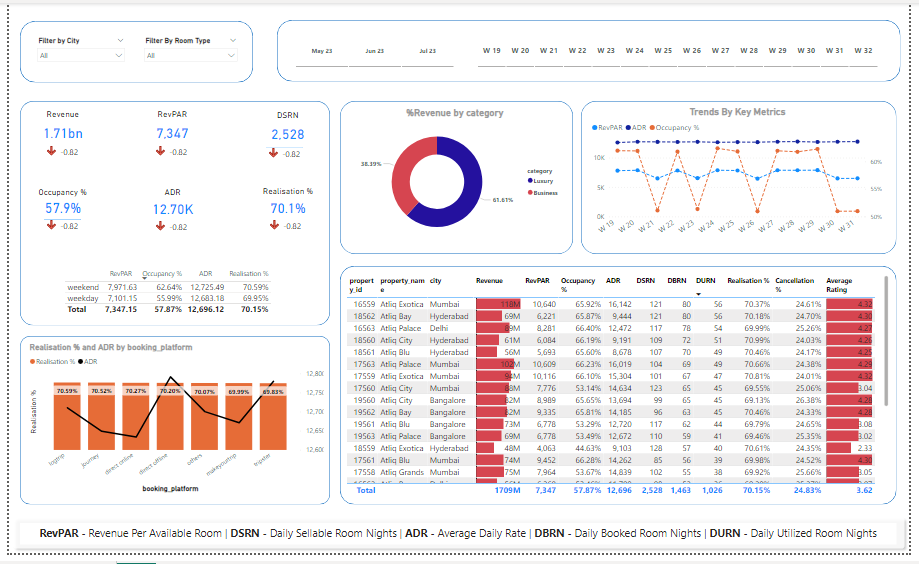 Filter by City
All
Filter By Room Type
All
May 23 Jun 23 Jul 23
W 19 W 20 W 21 W 22 W 23 W 24 W 25 W 26 W 27 W 28 W 29 W 30 W 31 W 32
Revenue RevPAR DSRN
1.71bn 7,347 2,528
-0.82 -0.82 -0.82
Occupancy % ADR Realisation %
57.9% 12.70K 70.1%
-0.82 -0.82 -0.82
RevPAR Occupancy % ADR Realisation %
weekend 7,971.63 62.64% 12,725.49 70.59%
weekday 7,101.15 55.99% 12,683.18 69.95%
Total 7,347.15 57.87% 12,696.12 70.15%
%Revenue by category
38.39%
61.61%
category
Luxury
Business
Trends By Key Metrics
RevPAR ADR Occupancy %
10K
5K
0K
60%
55%
50%
W 19 W 20 W 21 W 22 W 23 W 24 W 25 W 26 W 27 W 28 W 29 W 30 W 31
Realisation % and ADR by booking_platform
Realisation % ADR
Realisation %
70.59% 70.52% 70.27% 70.20% 70.07% 69.99% 69.83%
12,80
12,75
12,70
12,65
12,60
logtrip journey direct online direct offline others makeyourtrip tripster
booking_platform
property_id property_name city Revenue RevPAR Occupancy % ADR DSRN DBRN DURN Realisation % Cancellation % Average Rating
16559 Atliq Exotica Mumbai 118M 10,640 65.92% 16,142 121 80 56 70.37% 24.61% 4.32
18562 Atliq Bay Hyderabad 69M 6,221 65.87% 9,444 121 80 56 70.18% 24.70% 4.30
16563 Atliq Palace Delhi 89M 8,281 66.40% 12,472 117 78 54 69.99% 25.26% 4.27
18560 Atliq City Hyderabad 61M 6,084 66.19% 9,191 109 72 51 70.99% 24.03% 4.26
18561 Atliq Blu Hyderabad 56M 5,693 65.60% 8,678 107 70 49 70.46% 24.17% 4.25
17563 Atliq Palace Mumbai 102M 10,609 66.23% 16,019 104 69 49 70.66% 24.38% 4.29
17559 Atliq Exotica Mumbai 94M 10,116 66.10% 15,304 101 67 47 70.81% 24.01% 4.32
17560 Atliq City Mumbai 88M 7,776 53.14% 14,634 123 65 45 69.55% 25.06% 3.04
19560 Atliq City Bangalore 82M 8,989 65.65% 13,694 99 65 45 69.13% 26.38% 4.28
19562 Atliq Bay Bangalore 82M 9,335 65.81% 14,185 96 63 45 70.46% 24.33% 4.28
19561 Atliq Blu Bangalore 73M 6,778 53.29% 12,720 117 62 44 69.79% 24.65% 3.08
19563 Atliq Palace Bangalore 69M 6,778 53.49% 12,672 110 59 41 69.46% 25.35% 3.02
18559 Atliq Exotica Hyderabad 48M 4,063 44.63% 9,103 128 57 40 70.61% 24.35% 2.33
17561 Atliq Blu Mumbai 74M 9,452 66.28% 14,262 85 56 39 69.98% 24.52% 4.30
17558 Atliq Grands Mumbai 75M 7,964 53.67% 14,839 102 55 38 69.92% 25.66% 3.05
Total 1709M 7,347 57.87% 12,696 2,528 1,463 1,026 70.15% 24.83% 3.62
RevPAR - Revenue Per Available Room | DSRN - Daily Sellable Room Nights | ADR - Average Daily Rate | DBRN - Daily Booked Room Nights | DURN - Daily Utilized Room Nights